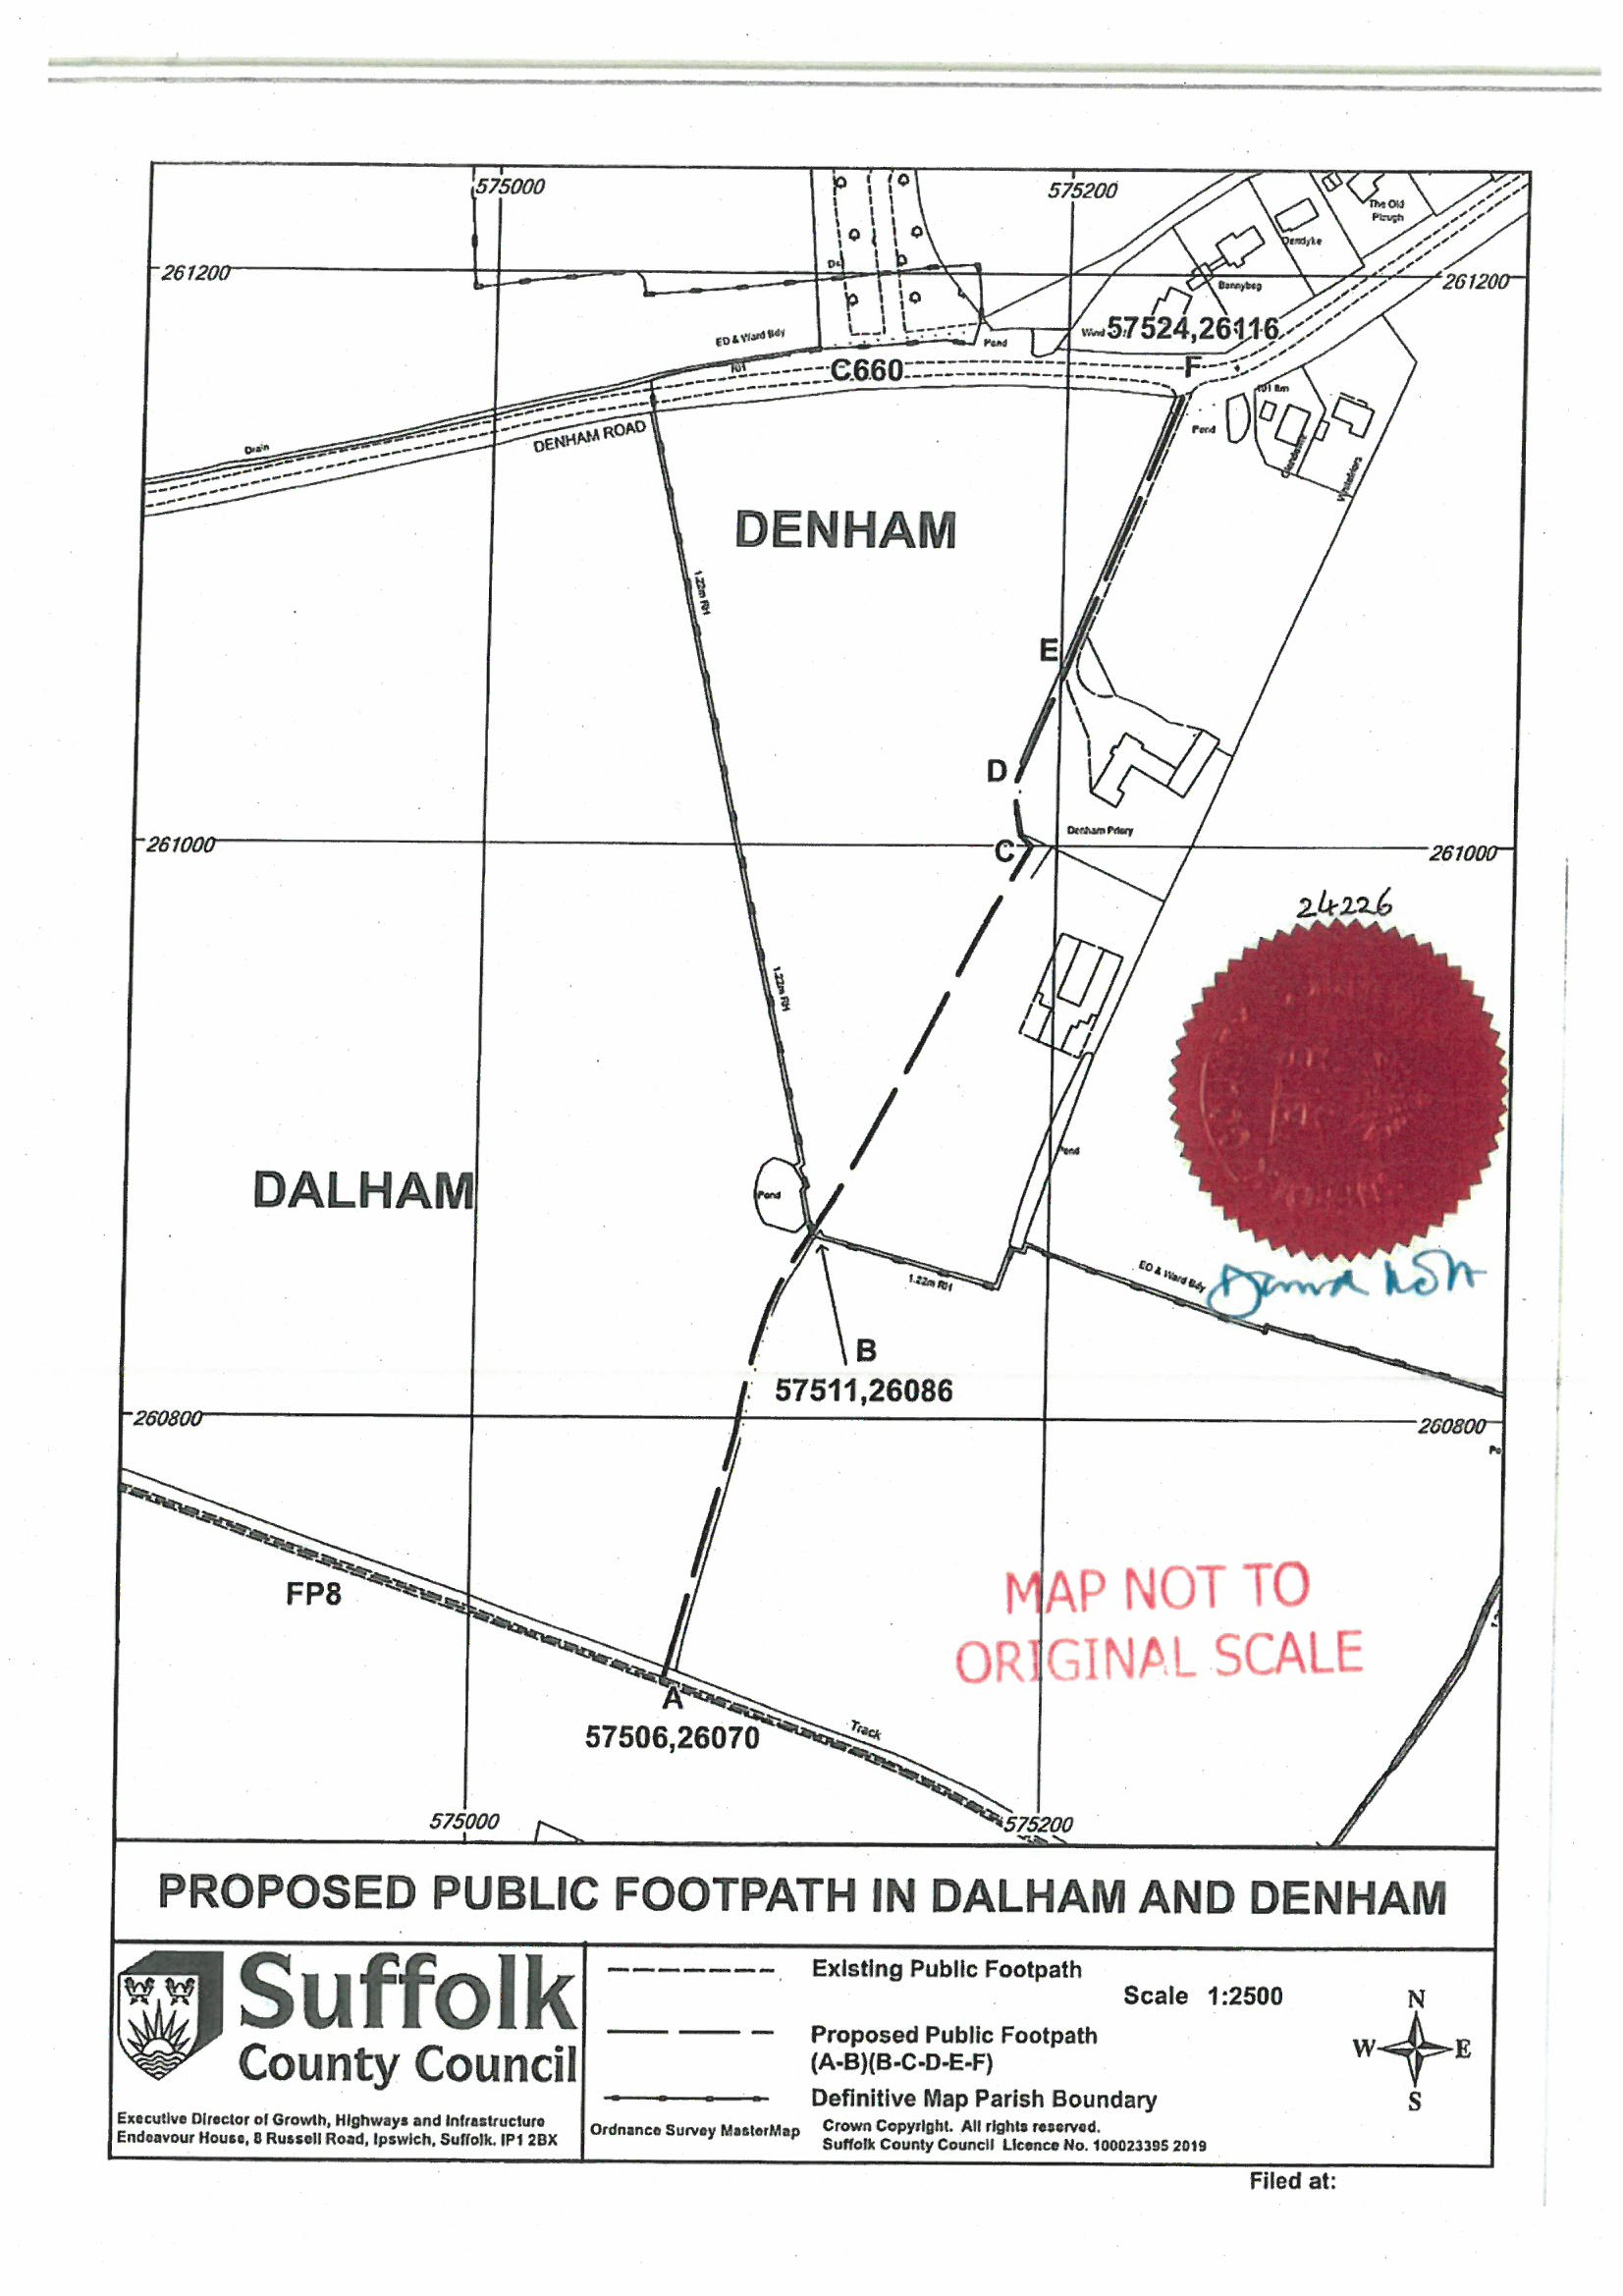 575000
575200
The Old
Plough
Dendyke
261200
261200
Bannybog
57524,26116
ED & Ward Bdy
Pond
C660
F
Drain
DENHAM ROAD
Pond
DENHAM
1.22m RH
E
D
Denham Priory
261000
C
261000
24226
1.22m RH
Pond
DALHAM
Pond
1.22m RH
ED & Ward Bdy
B
57511,26086
260800
260800
FP8
MAP NOT TO
ORIGINAL SCALE
A
57506,26070
Track
575000
575200
PROPOSED PUBLIC FOOTPATH IN DALHAM AND DENHAM
Suffolk
County Council
Executive Director of Growth, Highways and Infrastructure
Endeavour House, 8 Russell Road, Ipswich, Suffolk. IP1 2BX
Existing Public Footpath
Scale 1:2500
Proposed Public Footpath
(A-B)(B-C-D-E-F)
Definitive Map Parish Boundary
Ordnance Survey MasterMap
Crown Copyright. All rights reserved.
Suffolk County Council Licence No. 100023395 2019
N
W
E
S
Filed at: